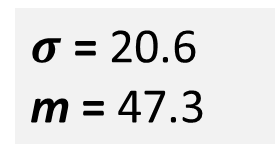 σ = 20.6
m = 47.3